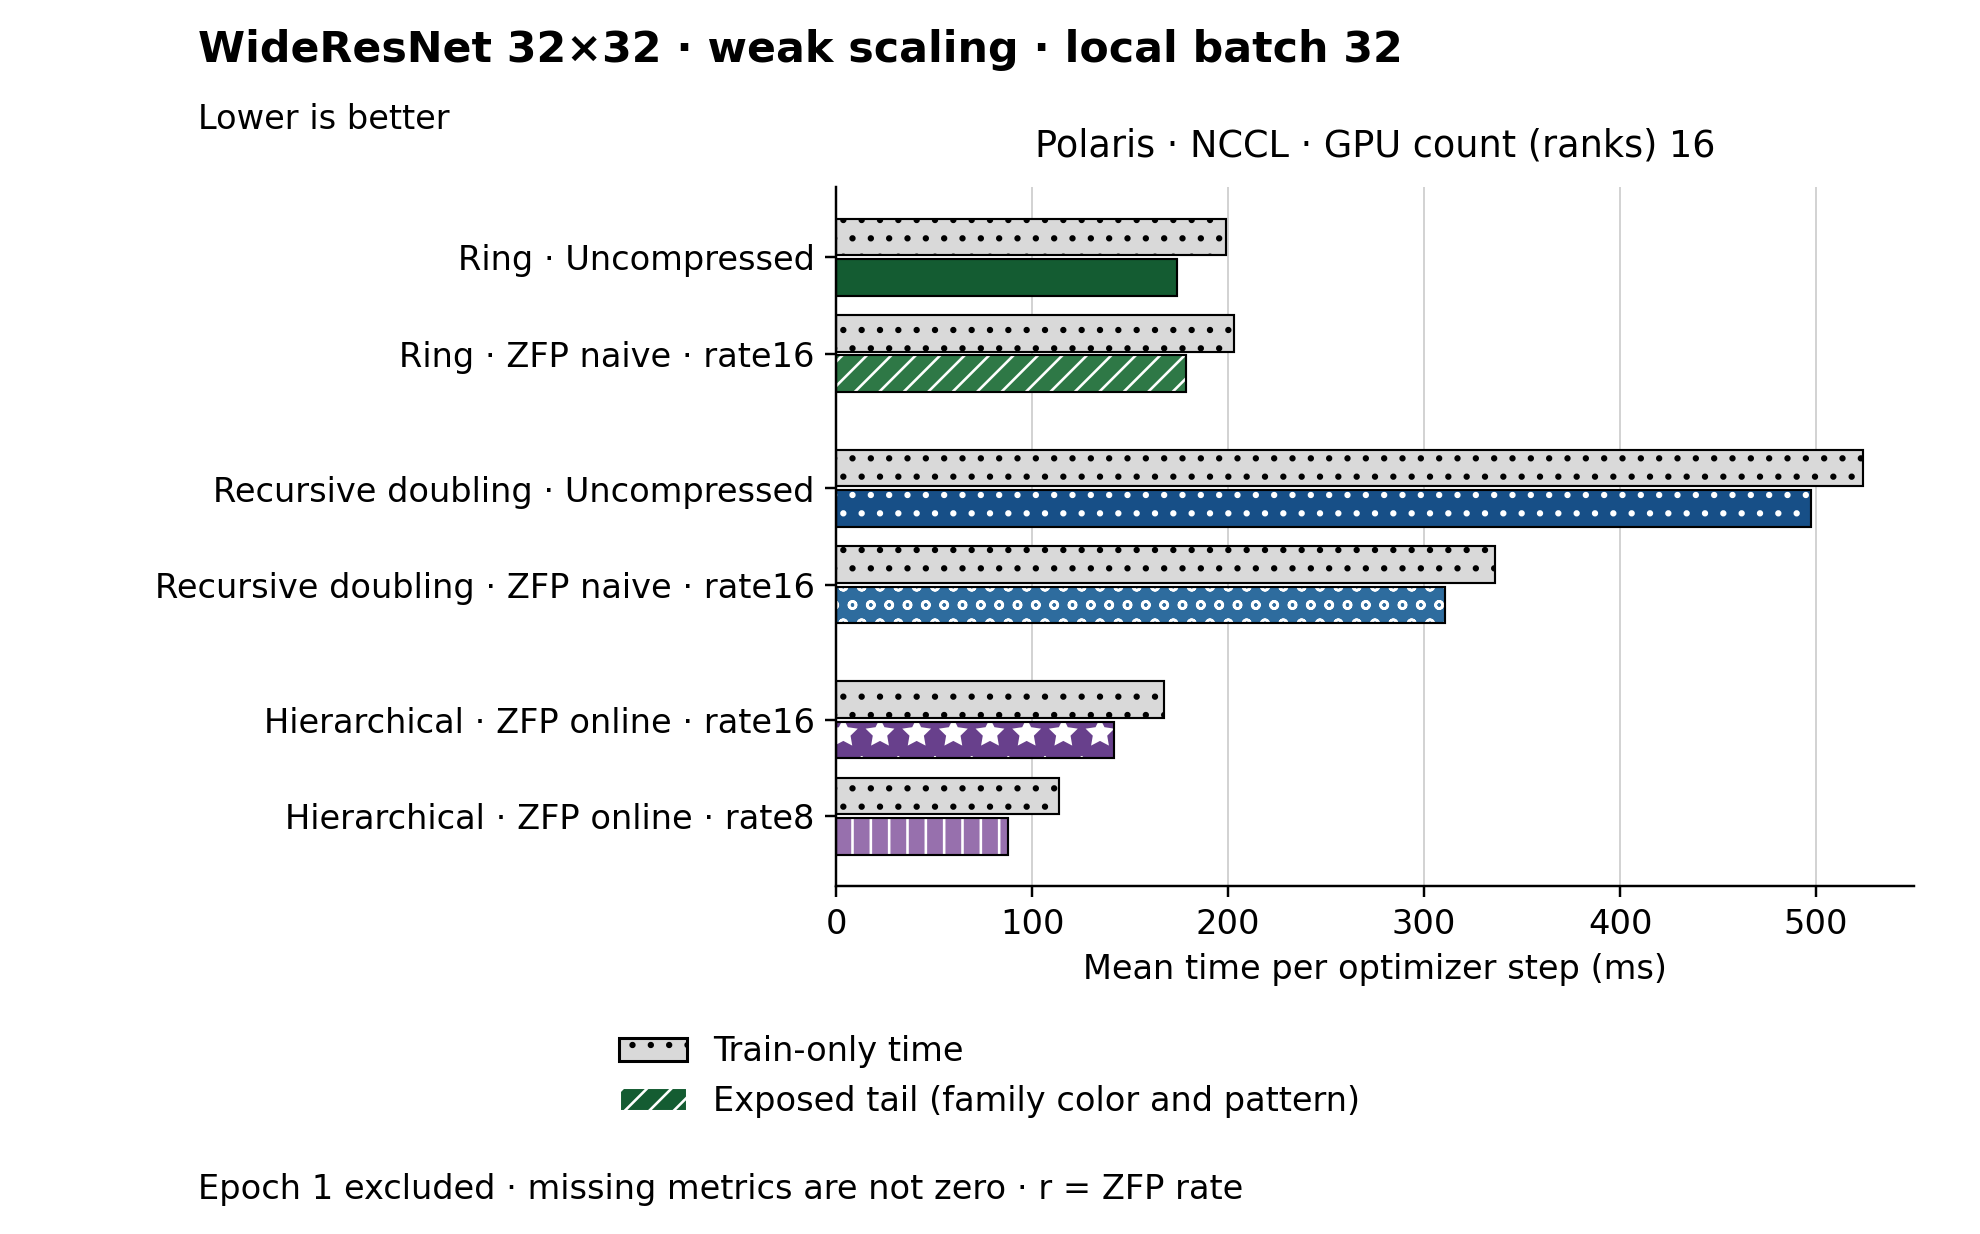 WideResNet 32×32 · weak scaling · local batch 32
Lower is better
Polaris · NCCL · GPU count (ranks) 16
Ring · Uncompressed
Ring · ZFP naive · rate16
Recursive doubling · Uncompressed
Recursive doubling · ZFP naive · rate16
Hierarchical · ZFP online · rate16
Hierarchical · ZFP online · rate8
0 100 200 300 400 500
Mean time per optimizer step (ms)
Train-only time
Exposed tail (family color and pattern)
Epoch 1 excluded · missing metrics are not zero · r = ZFP rate